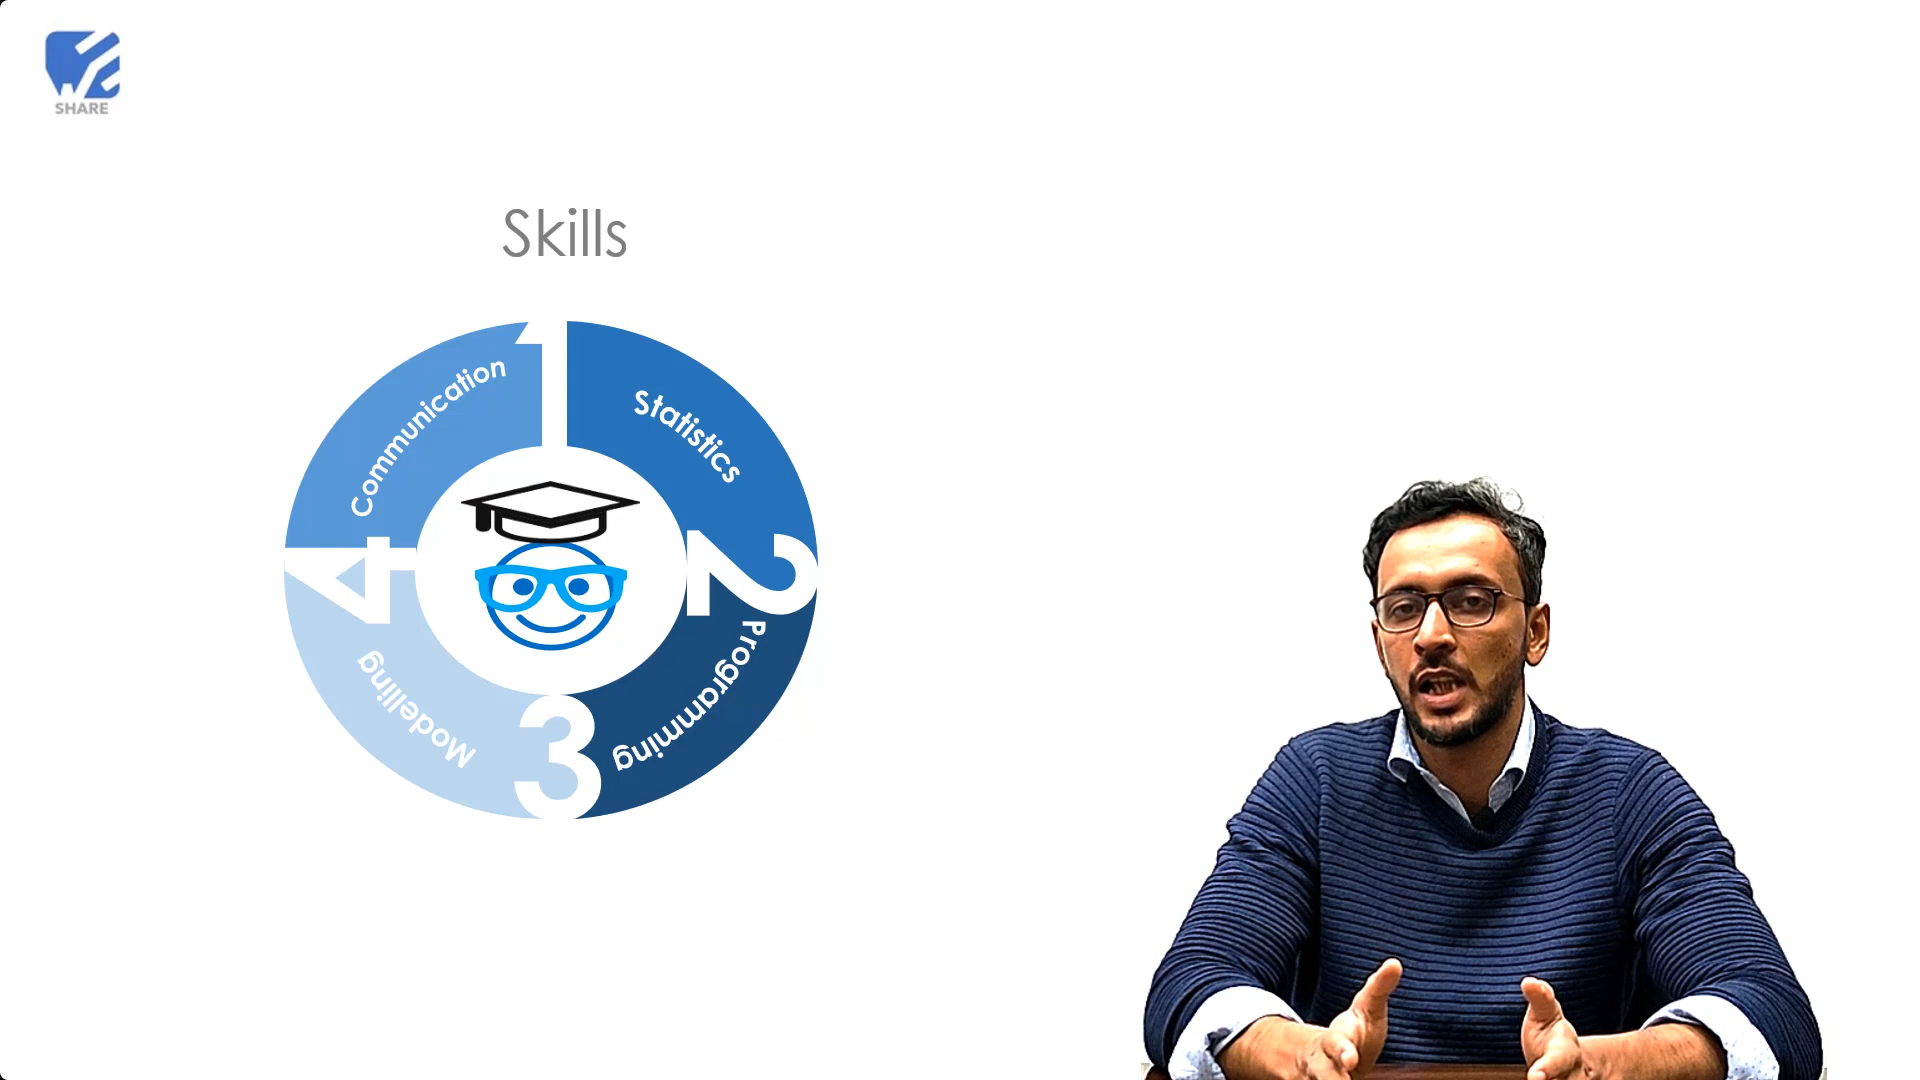 SHARE
Skills
1
Statistics
2
Programming
3
Modelling
4
Communication